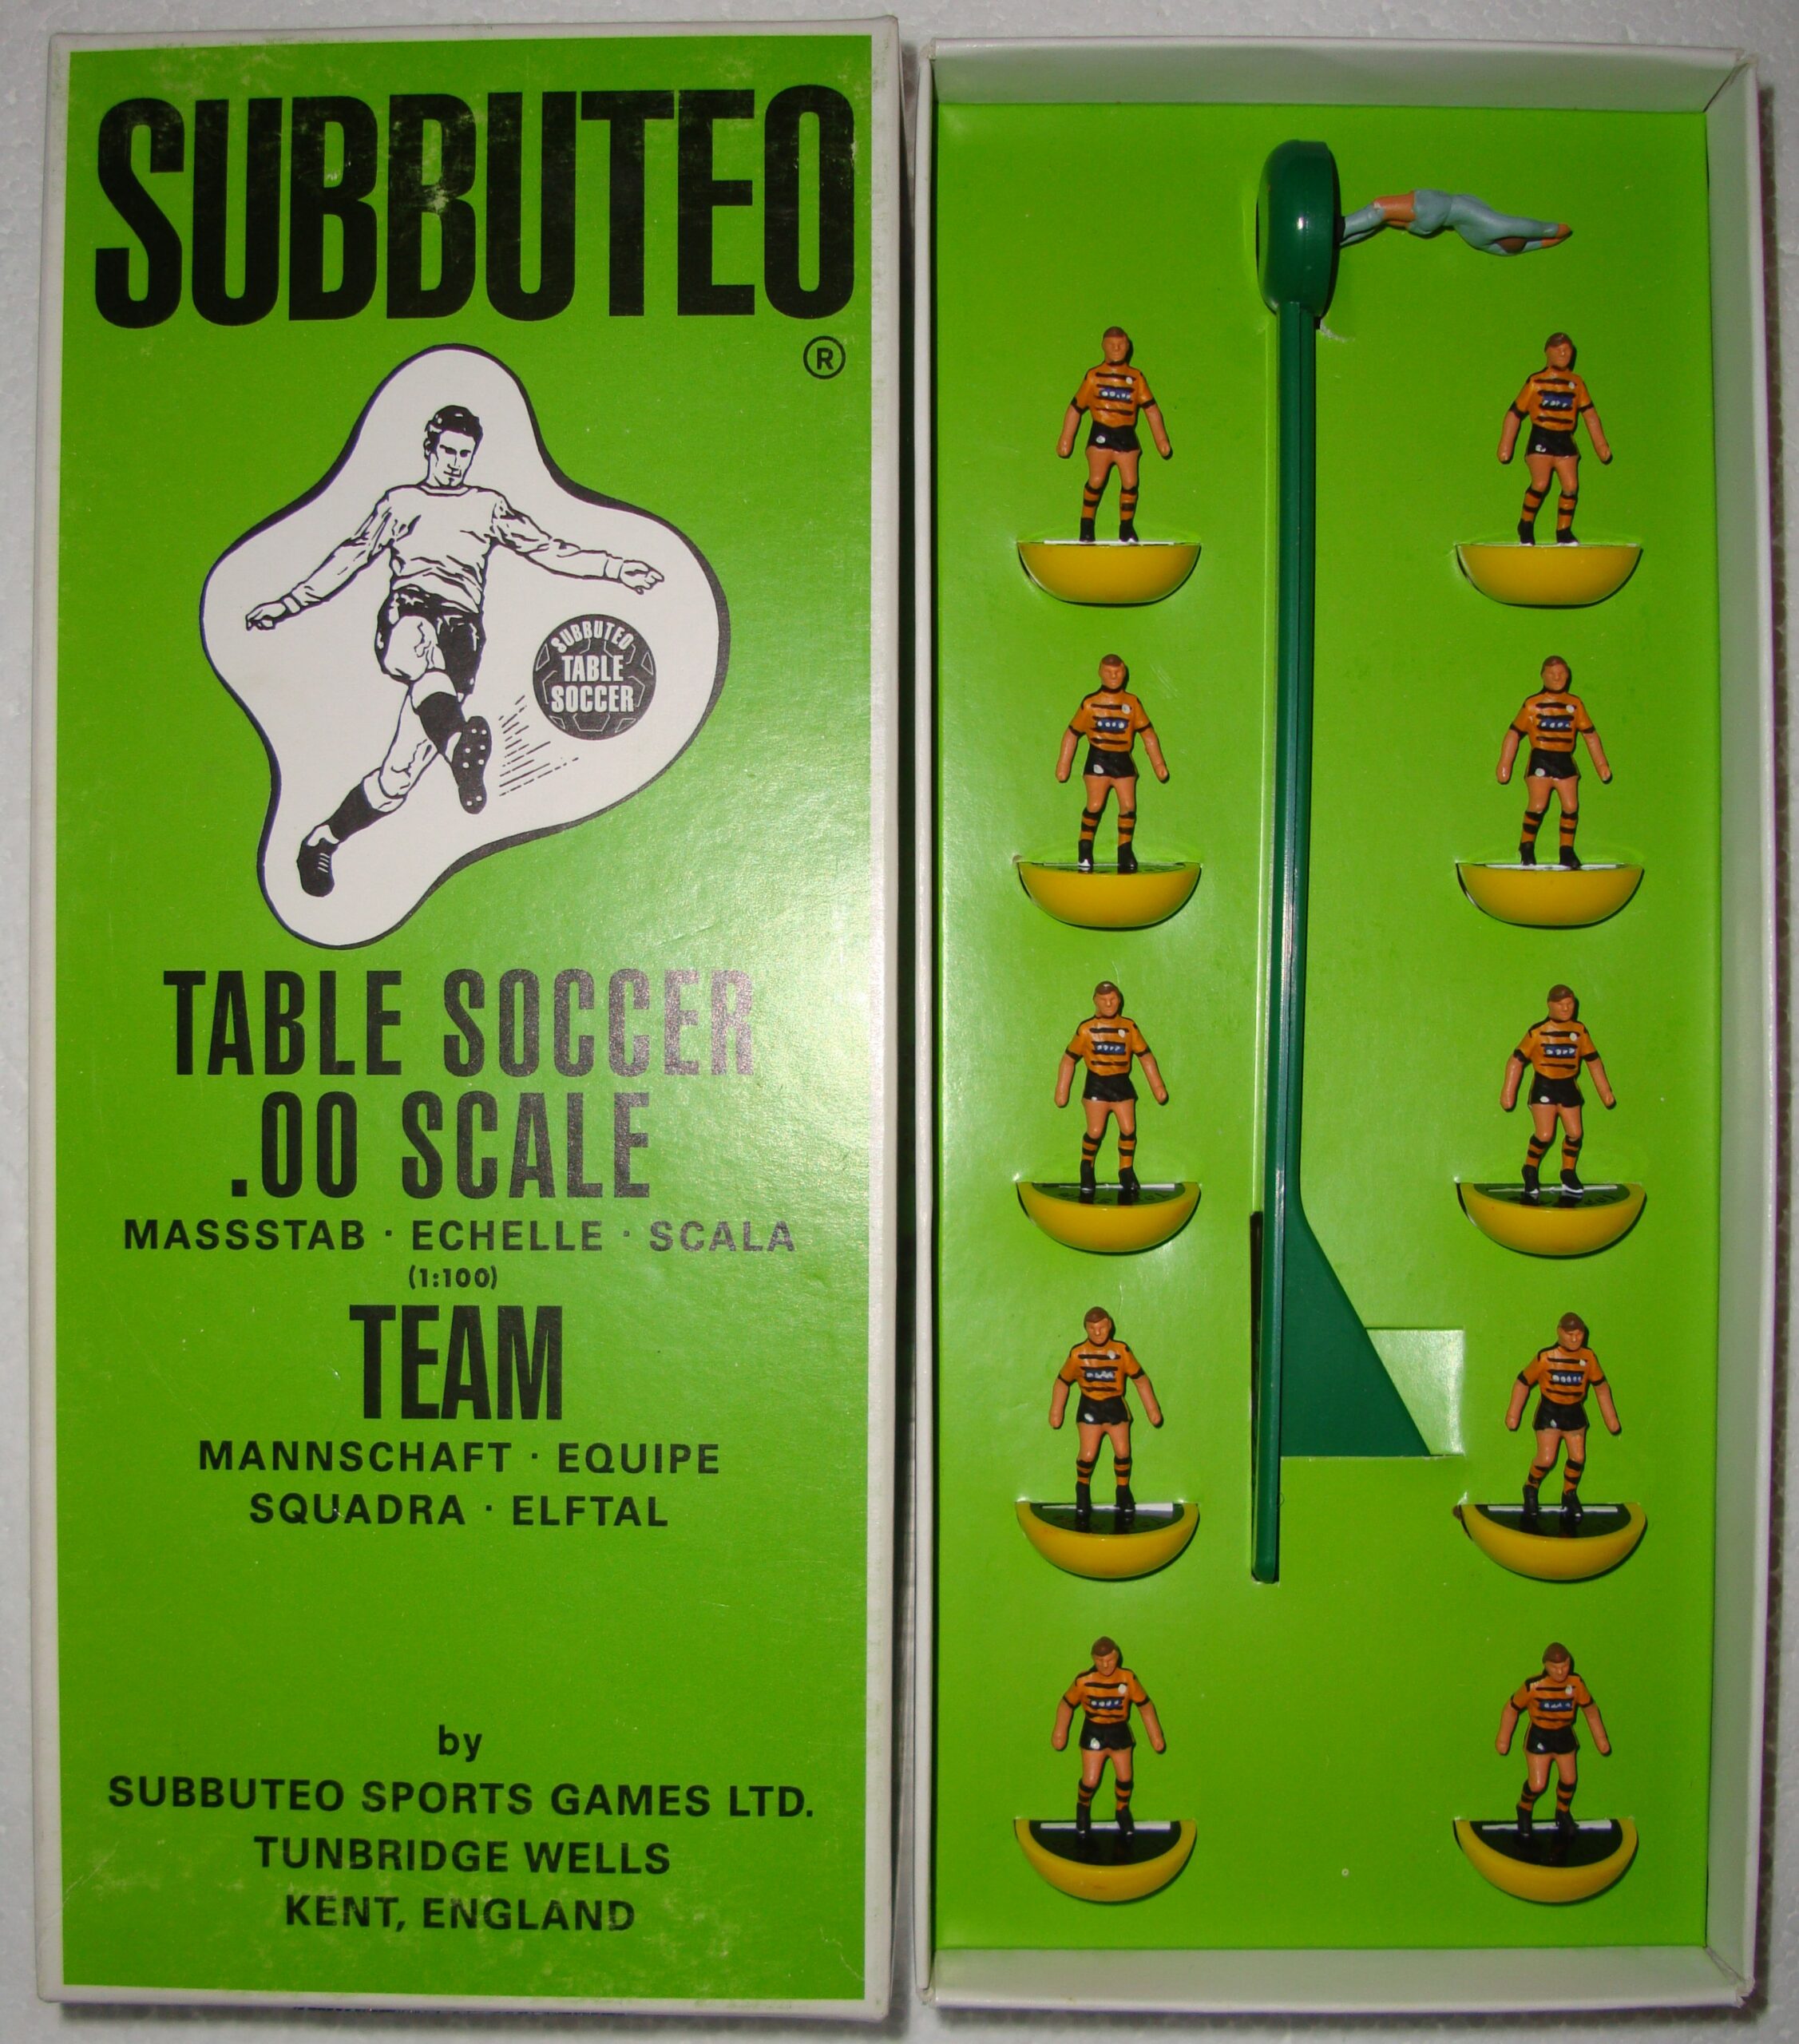 SUBBUTEO
®
SUBBUTEO
TABLE
SOCCER
TABLE SOCCER
.00 SCALE
MASSSTAB · ECHELLE · SCALA
(1:100)
TEAM
MANNSCHAFT · EQUIPE
SQUADRA · ELFTAL
by
SUBBUTEO SPORTS GAMES LTD.
TUNBRIDGE WELLS
KENT, ENGLAND